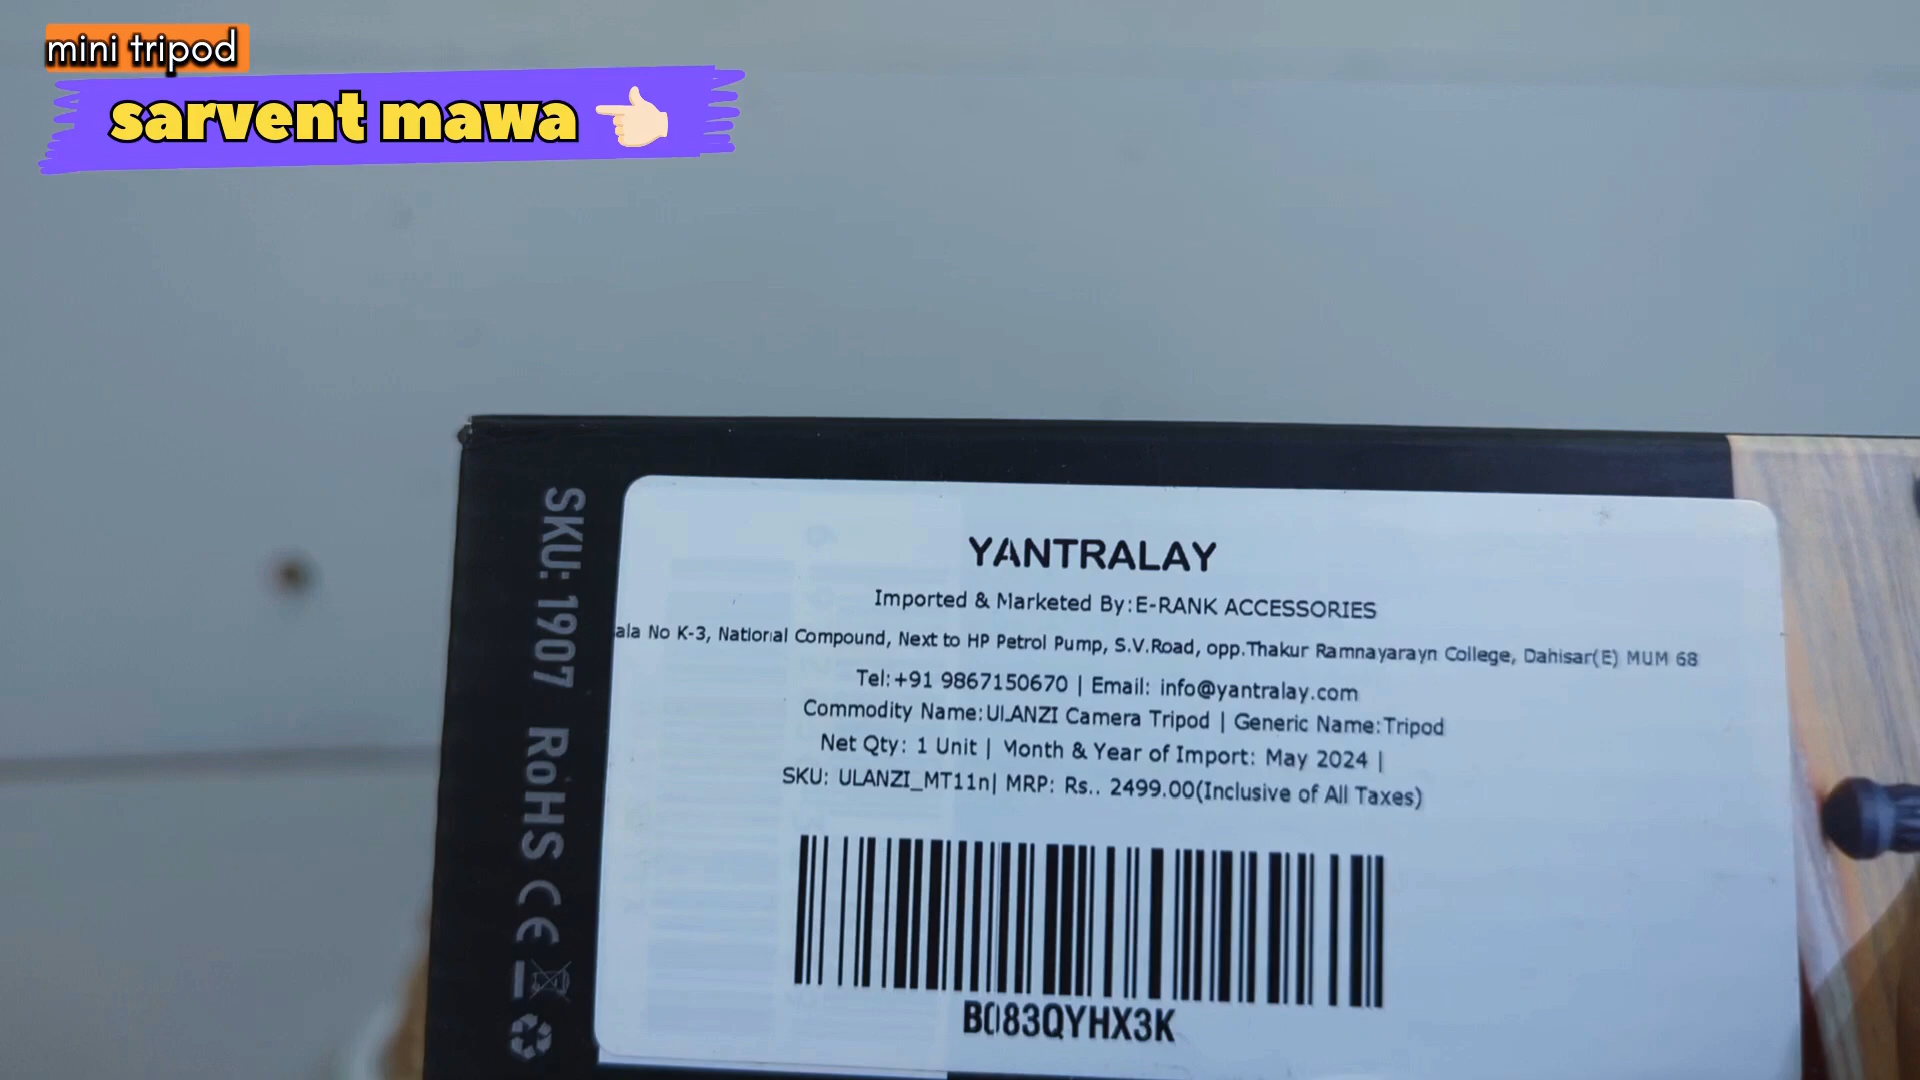 mini tripod
sarvent mawa
SKU: 1907 RoHS CE
YANTRALAY
Imported & Marketed By:E-RANK ACCESSORIES
ala No K-3, National Compound, Next to HP Petrol Pump, S.V.Road, opp.Thakur Ramnayarayn College, Dahisar(E) MUM 68
Tel:+91 9867150670 | Email: info@yantralay.com
Commodity Name:ULANZI Camera Tripod | Generic Name:Tripod
Net Qty: 1 Unit | Month & Year of Import: May 2024 |
SKU: ULANZI_MT11n| MRP: Rs.. 2499.00(Inclusive of All Taxes)
B083QYHX3K